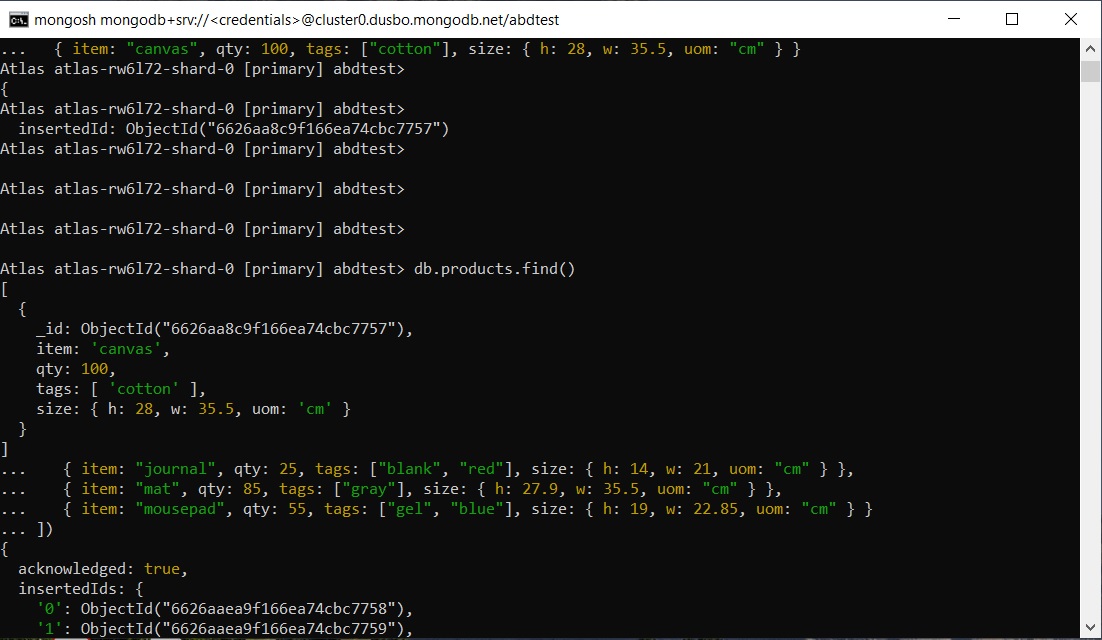 mongosh mongodb+srv://<credentials>@cluster0.dusbo.mongodb.net/abdtest
...   { item: "canvas", qty: 100, tags: ["cotton"], size: { h: 28, w: 35.5, uom: "cm" } }
Atlas atlas-rw6l72-shard-0 [primary] abdtest>
{
Atlas atlas-rw6l72-shard-0 [primary] abdtest>
  insertedId: ObjectId("6626aa8c9f166ea74cbc7757")
Atlas atlas-rw6l72-shard-0 [primary] abdtest>
Atlas atlas-rw6l72-shard-0 [primary] abdtest>
Atlas atlas-rw6l72-shard-0 [primary] abdtest>
Atlas atlas-rw6l72-shard-0 [primary] abdtest> db.products.find()
[
  {
    _id: ObjectId("6626aa8c9f166ea74cbc7757"),
    item: 'canvas',
    qty: 100,
    tags: [ 'cotton' ],
    size: { h: 28, w: 35.5, uom: 'cm' }
  }
]
...    { item: "journal", qty: 25, tags: ["blank", "red"], size: { h: 14, w: 21, uom: "cm" } },
...    { item: "mat", qty: 85, tags: ["gray"], size: { h: 27.9, w: 35.5, uom: "cm" } },
...    { item: "mousepad", qty: 55, tags: ["gel", "blue"], size: { h: 19, w: 22.85, uom: "cm" } }
... ])
{
  acknowledged: true,
  insertedIds: {
    '0': ObjectId("6626aaea9f166ea74cbc7758"),
    '1': ObjectId("6626aaea9f166ea74cbc7759"),